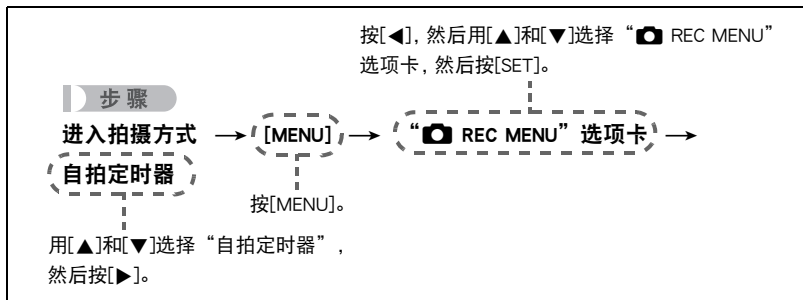 按[◀]，然后用[▲]和[▼]选择“📷 REC MENU”
选项卡，然后按[SET]。
步骤
进入拍摄方式 → [MENU] → “📷 REC MENU”选项卡 →
自拍定时器
按[MENU]。
用[▲]和[▼]选择“自拍定时器”，
然后按[▶]。